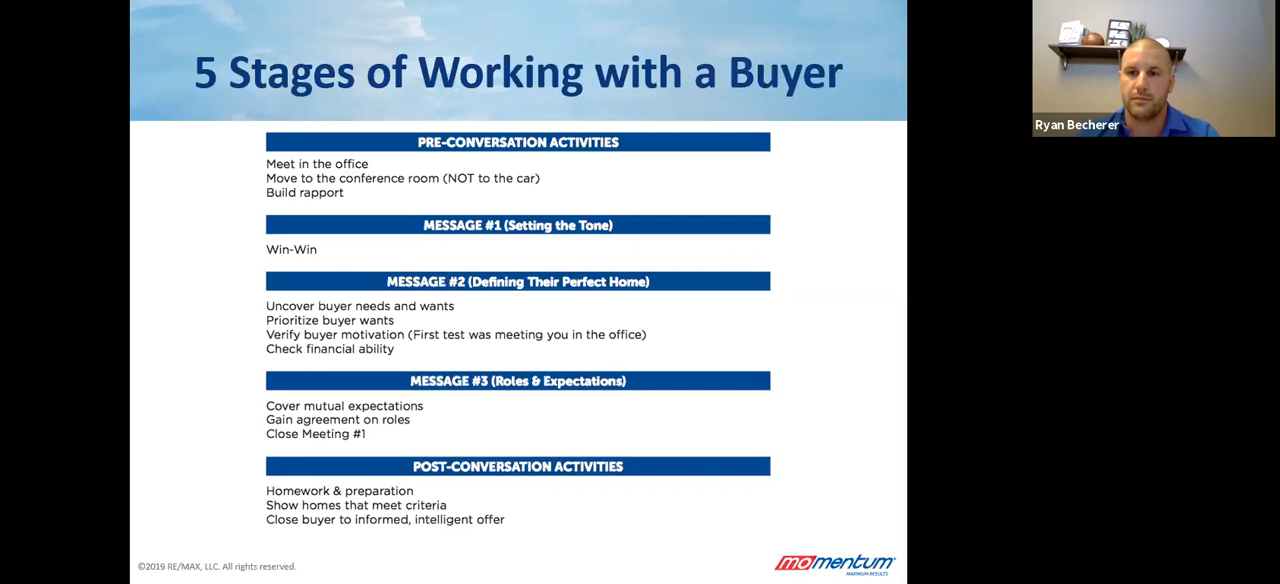 5 Stages of Working with a Buyer
Ryan Becherer
PRE-CONVERSATION ACTIVITIES
Meet in the office
Move to the conference room (NOT to the car)
Build rapport
MESSAGE #1 (Setting the Tone)
Win-Win
MESSAGE #2 (Defining Their Perfect Home)
Uncover buyer needs and wants
Prioritize buyer wants
Verify buyer motivation (First test was meeting you in the office)
Check financial ability
MESSAGE #3 (Roles & Expectations)
Cover mutual expectations
Gain agreement on roles
Close Meeting #1
POST-CONVERSATION ACTIVITIES
Homework & preparation
Show homes that meet criteria
Close buyer to informed, intelligent offer
©2019 RE/MAX, LLC. All rights reserved.
momentum
MAXIMUM RESULTS